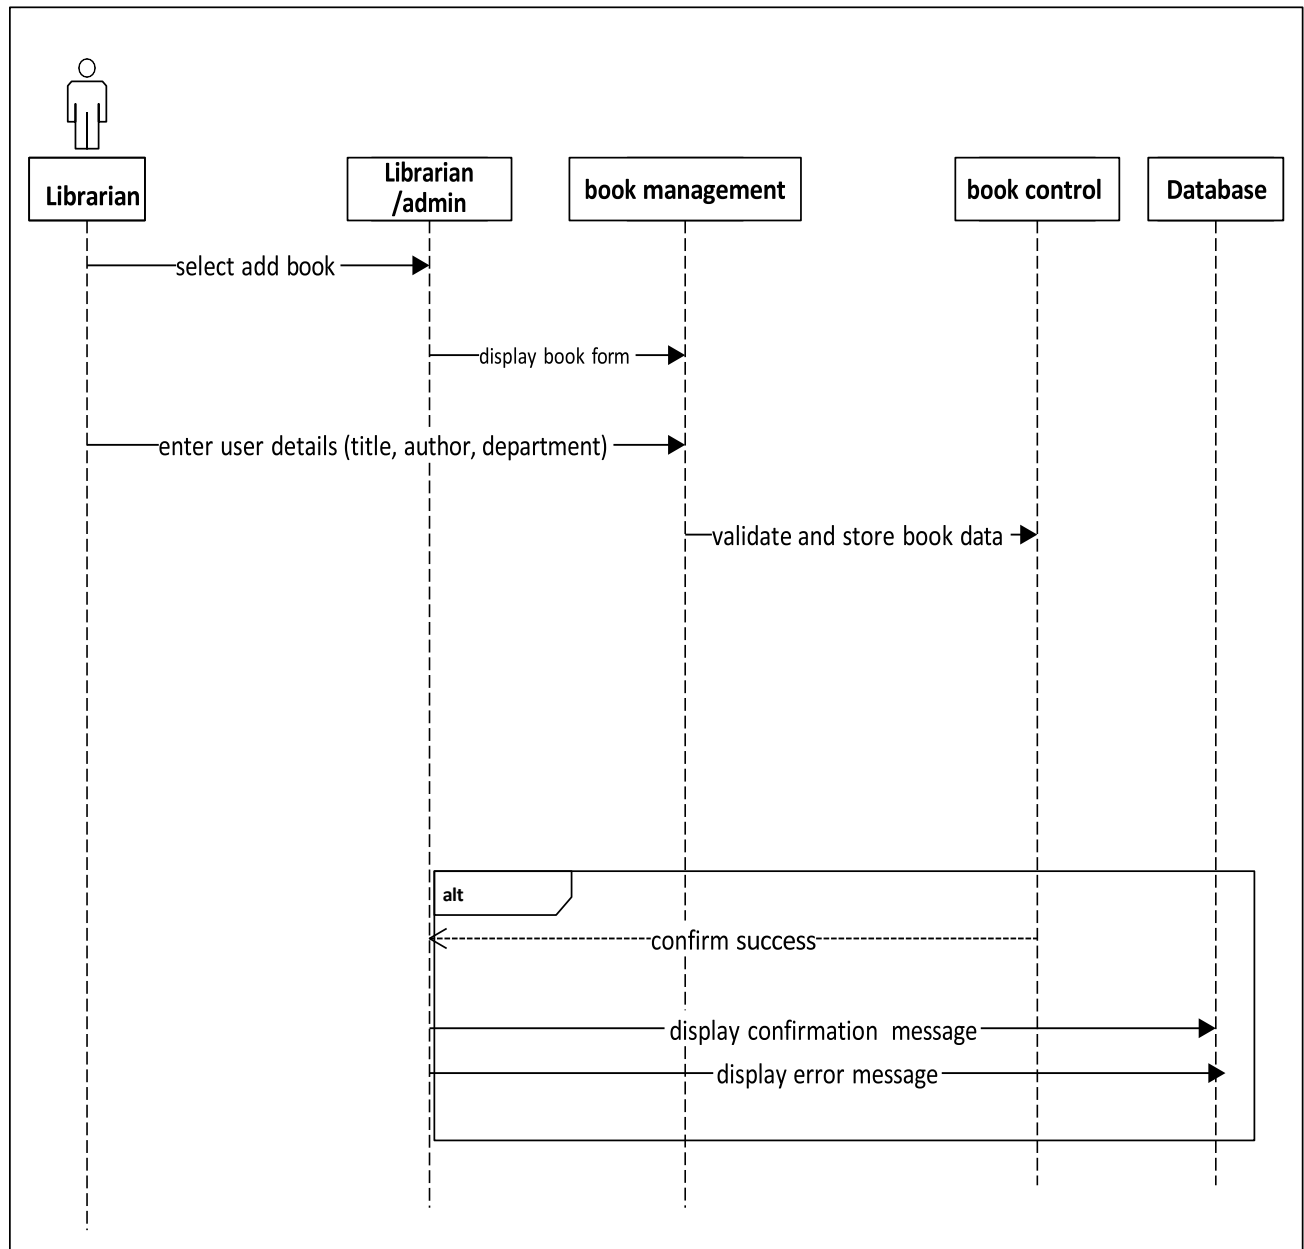 Librarian
Librarian
/admin
book management
book control
Database
select add book
display book form
enter user details (title, author, department)
validate and store book data
alt
confirm success
display confirmation message
display error message